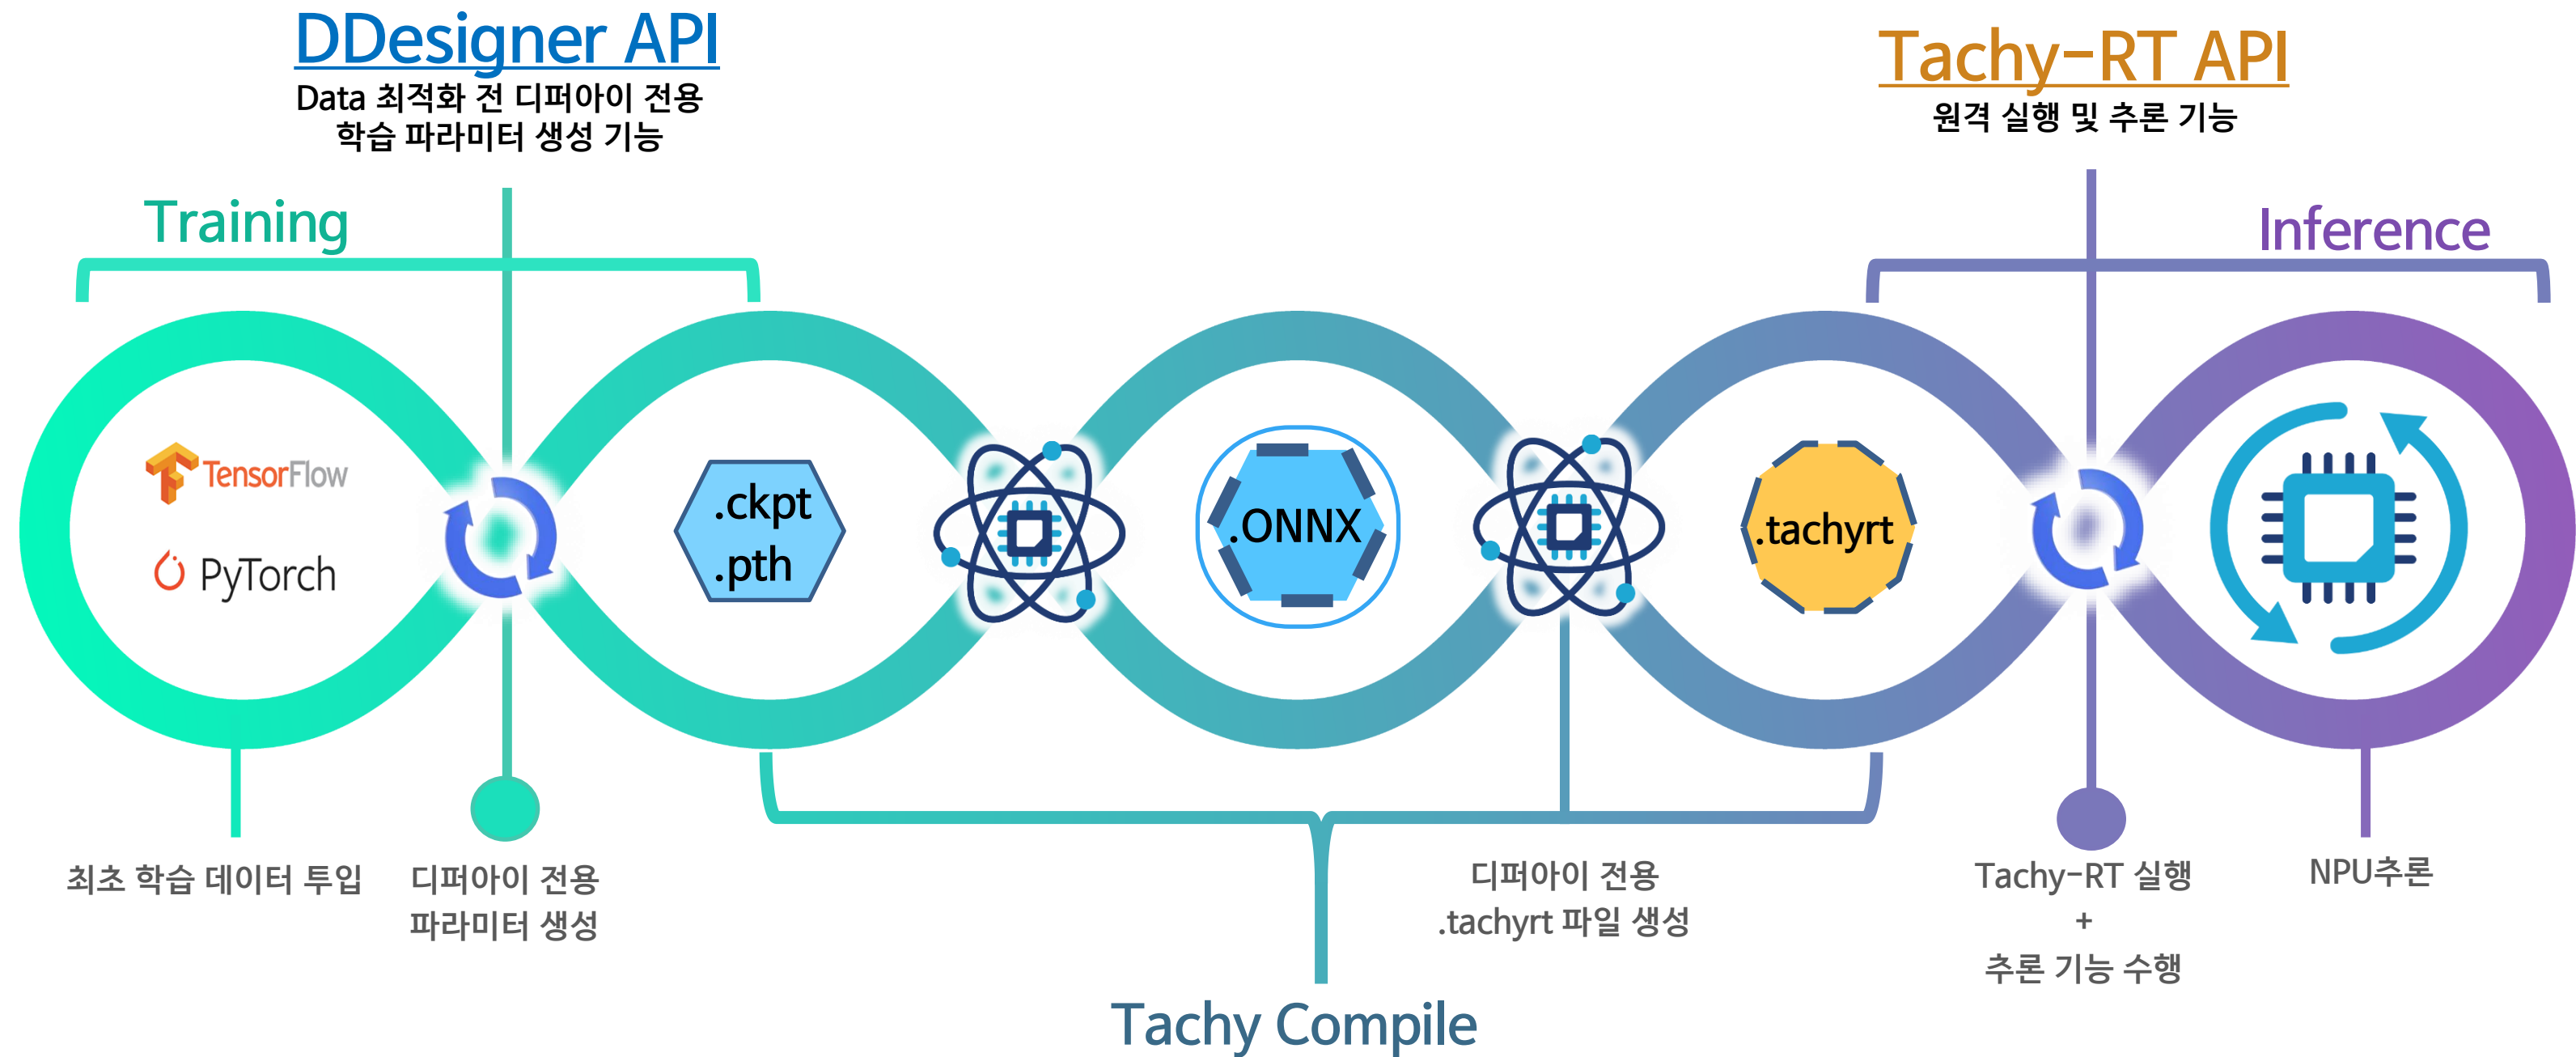 DDesigner API
Data 최적화 전 디퍼아이 전용
학습 파라미터 생성 기능
Tachy-RT API
원격 실행 및 추론 기능
Training
Inference
TensorFlow
PyTorch
.ckpt
.pth
.ONNX
.tachyrt
최초 학습 데이터 투입
디퍼아이 전용
파라미터 생성
디퍼아이 전용
.tachyrt 파일 생성
Tachy-RT 실행
+
추론 기능 수행
NPU추론
Tachy Compile